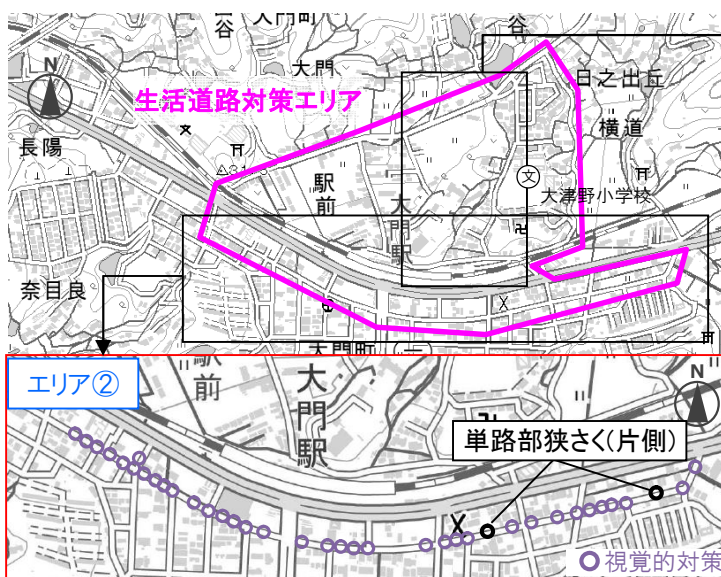 谷
大門町
谷
大門
日之出丘
N
生活道路対策エリア
横道
長陽
駅前
大門駅
文
大津野小学校
奈目良
大門町
エリア②
駅前
大門駅
N
単路部狭さく(片側)
視覚的対策